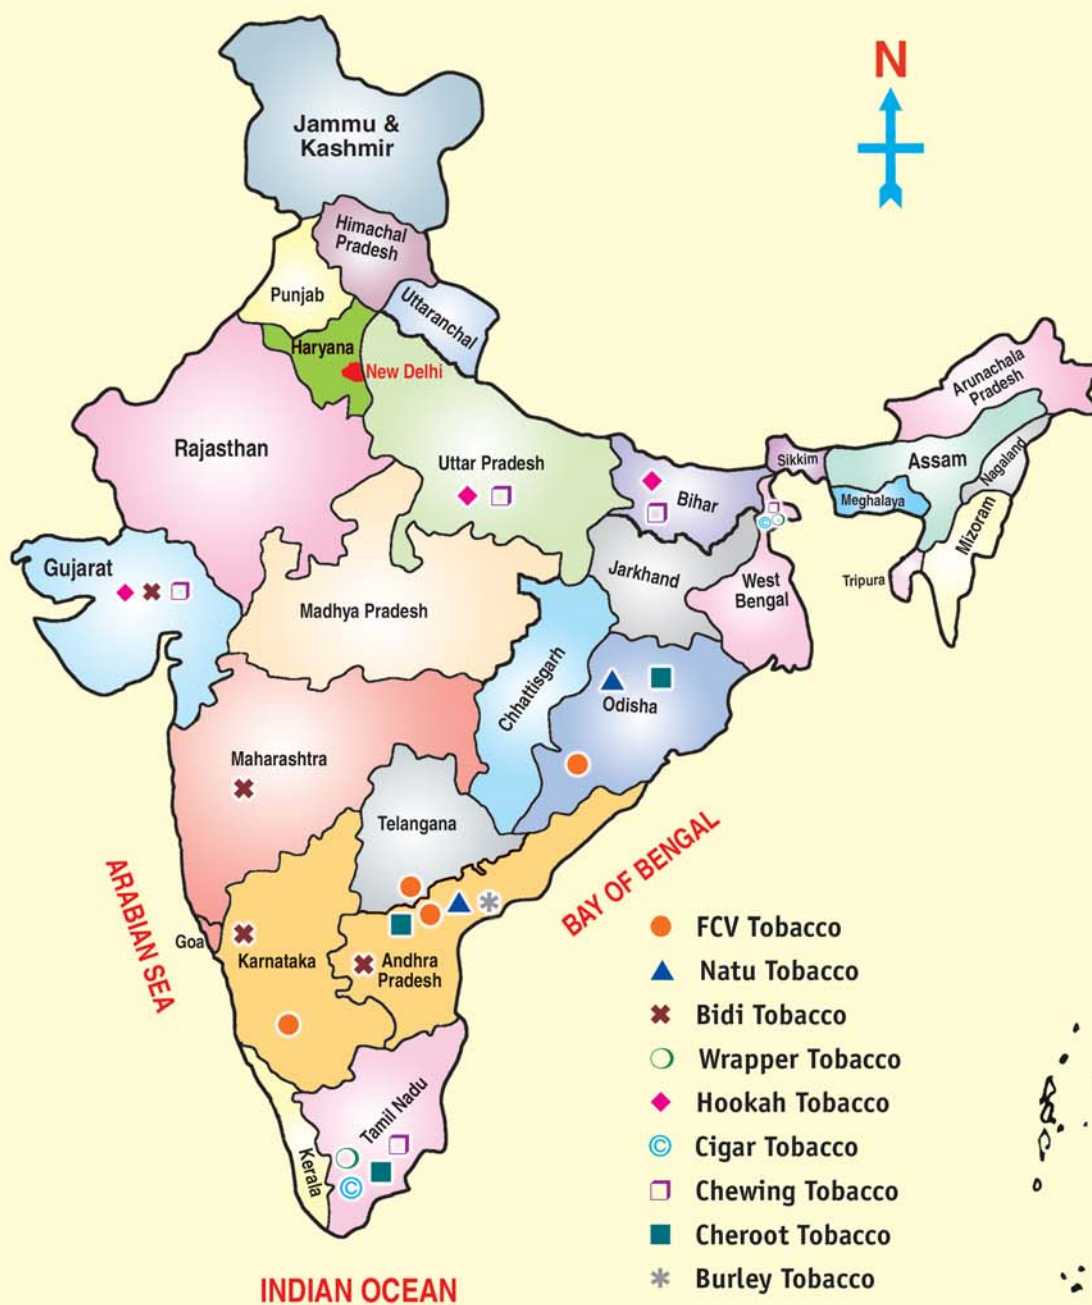 N
Jammu &
Kashmir
Himachal
Pradesh
Punjab
Uttaranchal
Haryana
New Delhi
Arunachala
Pradesh
Rajasthan
Uttar Pradesh
Sikkim
Assam
Nagaland
Bihar
Meghalaya
©
Mizoram
Gujarat
Jarkhand
West
Bengal
Tripura
Madhya Pradesh
Chhattisgarh
Odisha
Maharashtra
Telangana
ARABIAN SEA
BAY OF BENGAL
Goa
Karnataka
Andhra
Pradesh
Tamil Nadu
Kerala
©
FCV Tobacco
Natu Tobacco
Bidi Tobacco
Wrapper Tobacco
Hookah Tobacco
© Cigar Tobacco
Chewing Tobacco
Cheroot Tobacco
Burley Tobacco
INDIAN OCEAN